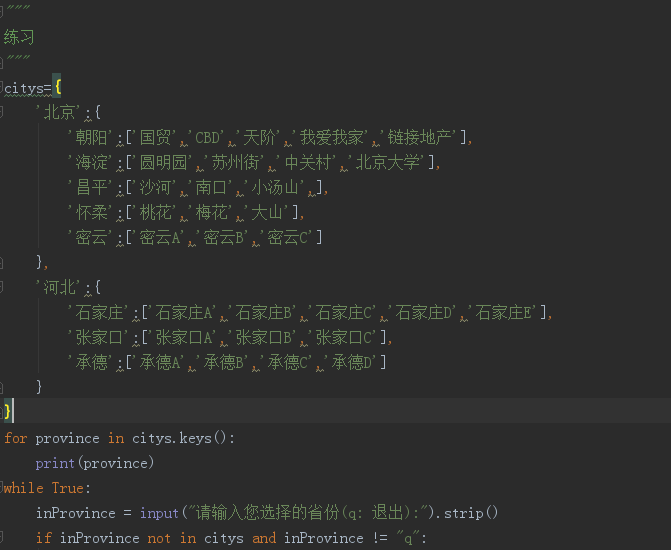 """
练习
"""
citys={
    '北京':{
        '朝阳':['国贸','CBD','天阶','我爱我家','链接地产'],
        '海淀':['圆明园','苏州街','中关村','北京大学'],
        '昌平':['沙河','南口','小汤山',],
        '怀柔':['桃花','梅花','大山'],
        '密云':['密云A','密云B','密云C']
    },
    '河北':{
        '石家庄':['石家庄A','石家庄B','石家庄C','石家庄D','石家庄E'],
        '张家口':['张家口A','张家口B','张家口C'],
        '承德':['承德A','承德B','承德C','承德D']
    }
}
for province in citys.keys():
    print(province)
while True:
    inProvince = input("请输入您选择的省份(q: 退出):").strip()
    if inProvince not in citys and inProvince != "q":